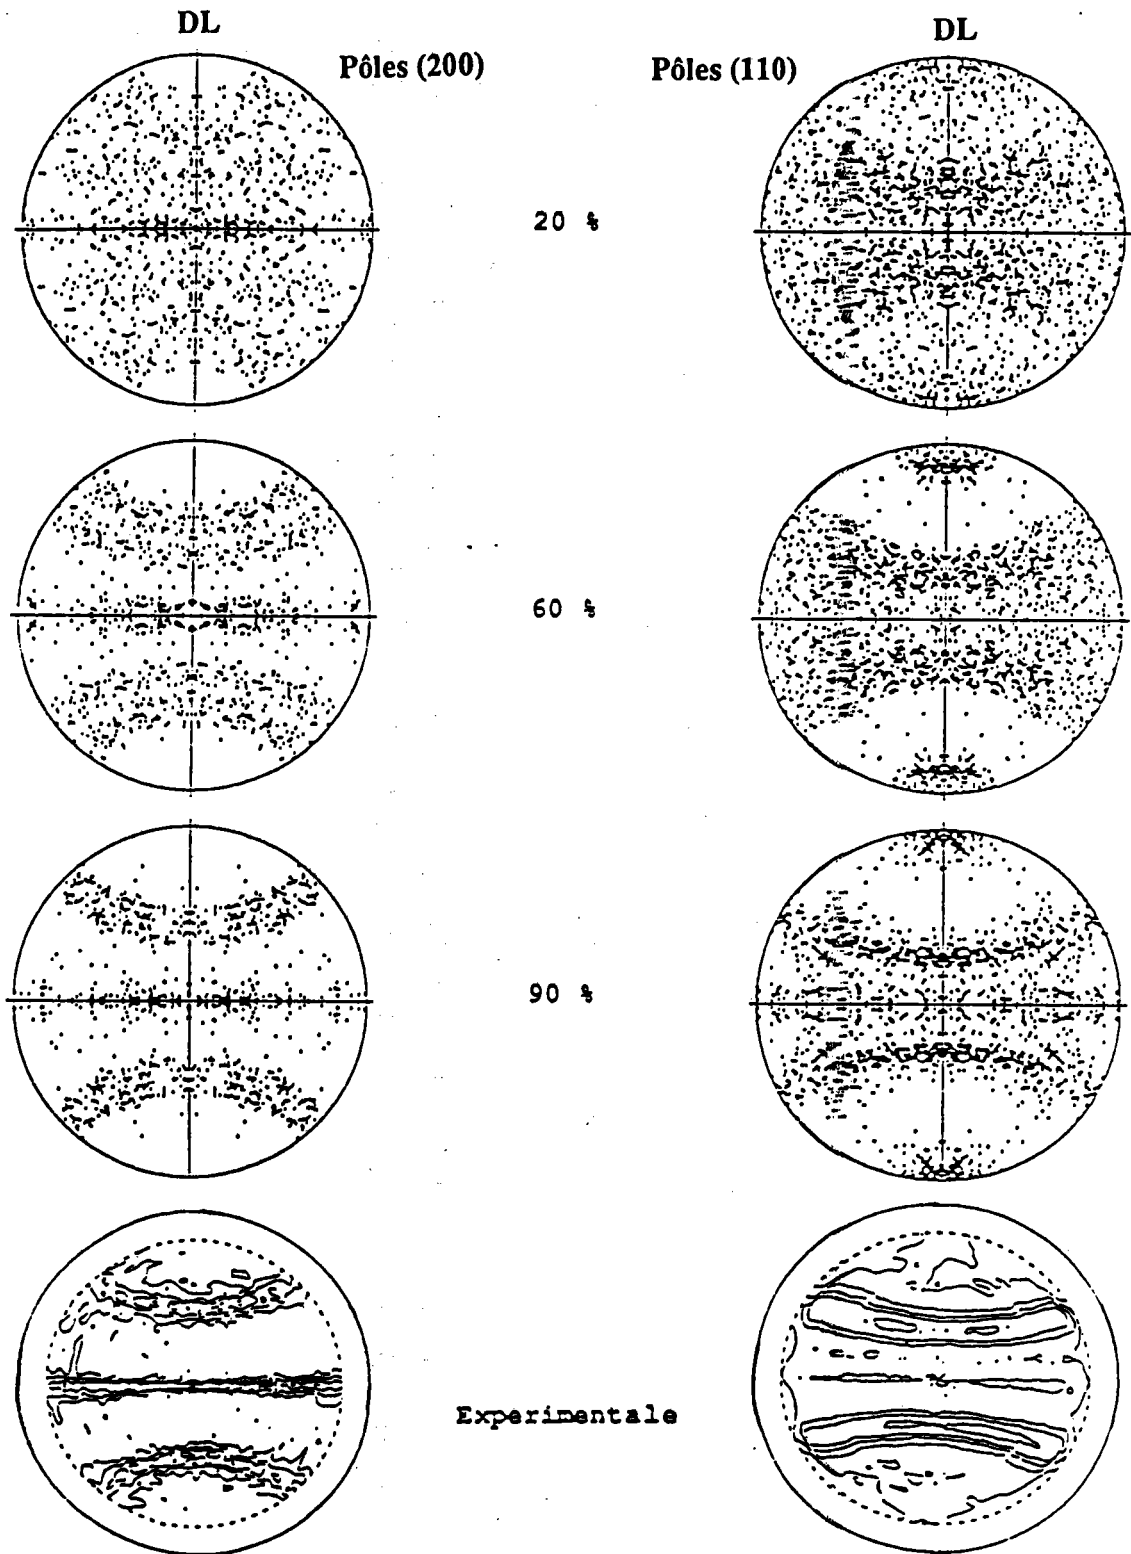 DL
DL
Pôles (200)
Pôles (110)
20 %
60 %
90 %
Experimentale